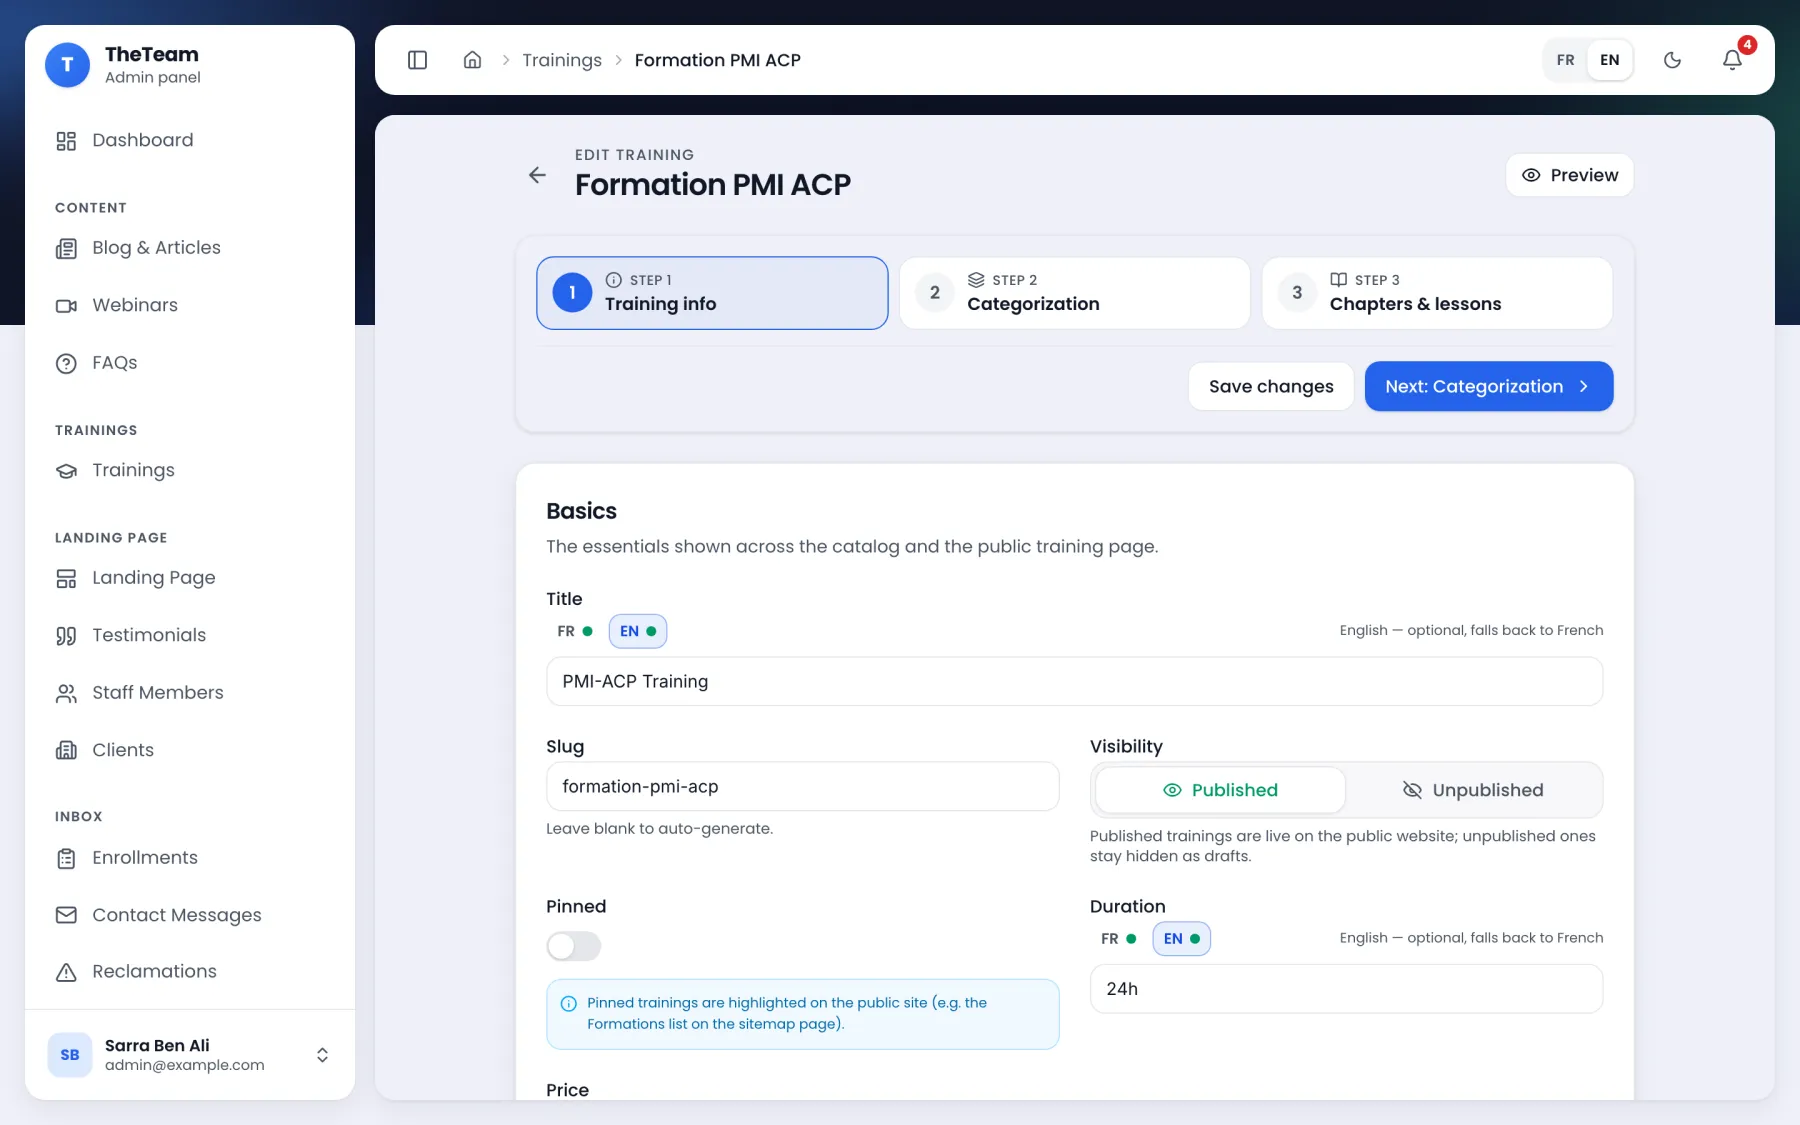 T
TheTeam
Admin panel
Dashboard
CONTENT
Blog & Articles
Webinars
FAQs
TRAININGS
Trainings
LANDING PAGE
Landing Page
Testimonials
Staff Members
Clients
INBOX
Enrollments
Contact Messages
Reclamations
SB
Sarra Ben Ali
admin@example.com
Trainings
Formation PMI ACP
FR
EN
4
EDIT TRAINING
Formation PMI ACP
Preview
1
STEP 1
Training info
2
STEP 2
Categorization
3
STEP 3
Chapters & lessons
Save changes
Next: Categorization
Basics
The essentials shown across the catalog and the public training page.
Title
FR
EN
English — optional, falls back to French
PMI-ACP Training
Slug
formation-pmi-acp
Leave blank to auto-generate.
Visibility
Published
Unpublished
Published trainings are live on the public website; unpublished ones
stay hidden as drafts.
Pinned
Pinned trainings are highlighted on the public site (e.g. the
Formations list on the sitemap page).
Duration
FR
EN
English — optional, falls back to French
24h
Price